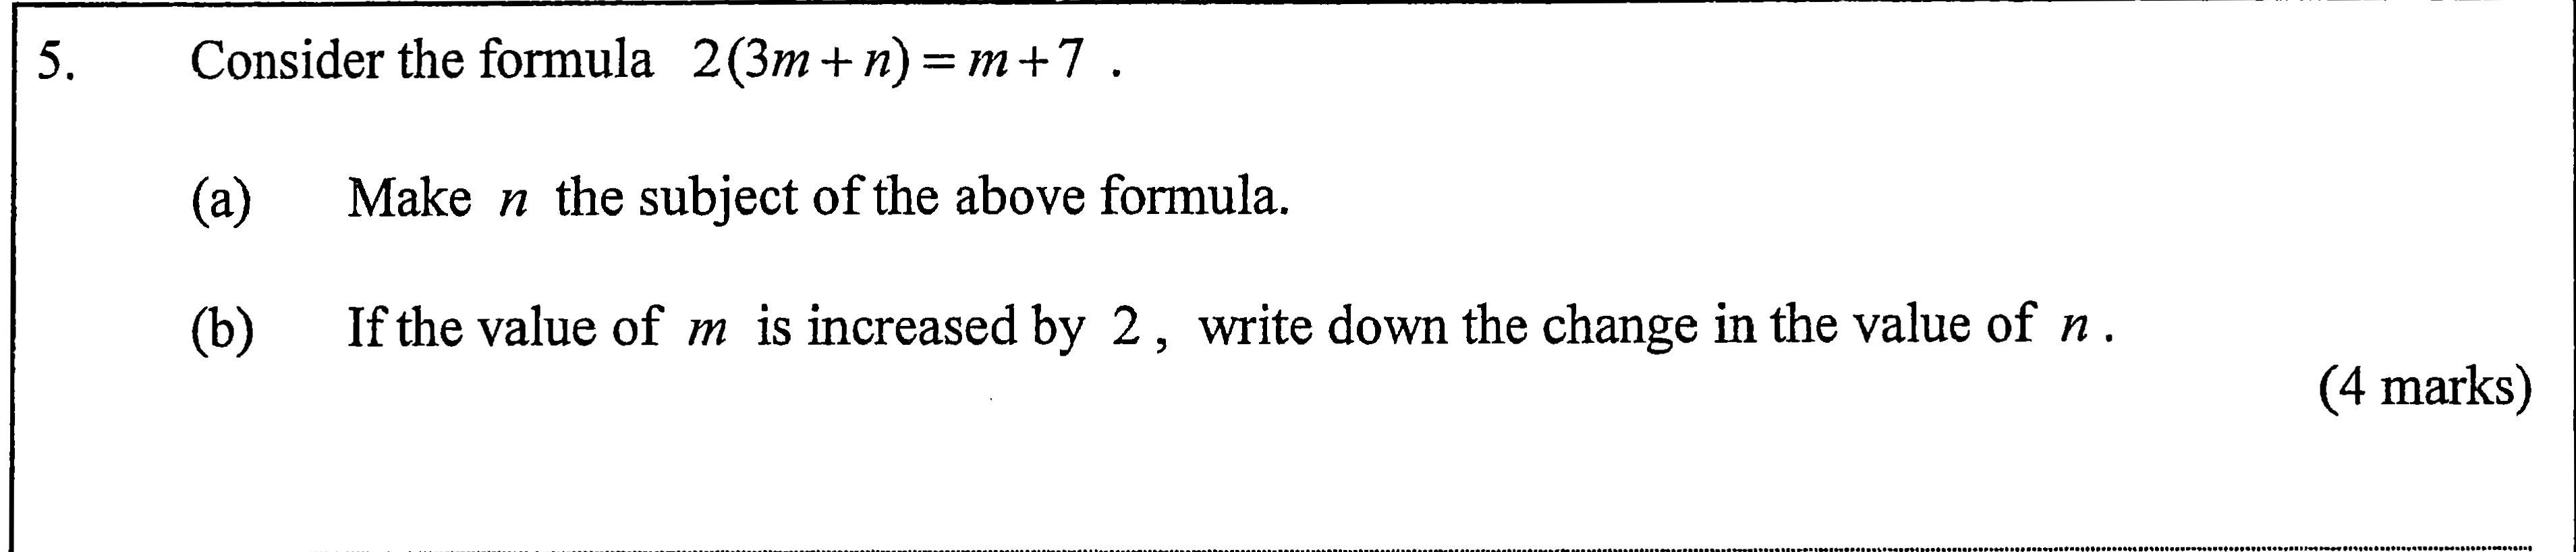 5. Consider the formula 2(3m+n)=m+7 .
(a) Make n the subject of the above formula.
(b) If the value of m is increased by 2 , write down the change in the value of n .
(4 marks)